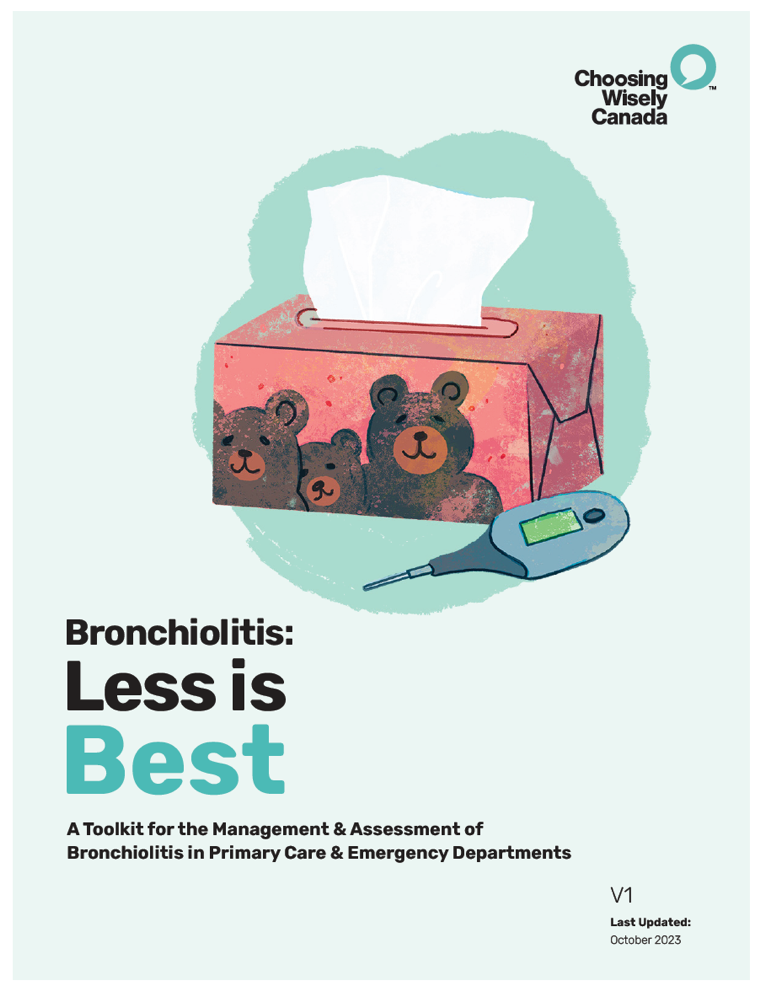 Choosing
Wisely
Canada
™
Bronchiolitis:
Less is
Best
A Toolkit for the Management & Assessment of
Bronchiolitis in Primary Care & Emergency Departments
V1
Last Updated:
October 2023